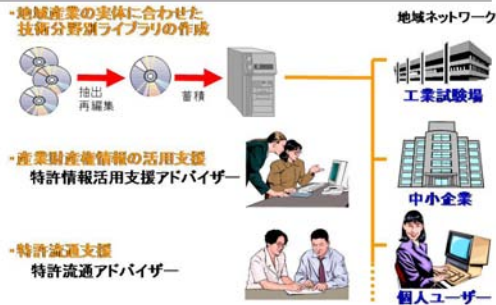 ・地域産業の実体に合わせた
技術分野別ライブラリの作成
地域ネットワーク
抽出
再編集
蓄積
工業試験場
・産業財産権情報の活用支援
特許情報活用支援アドバイザー
中小企業
・特許流通支援
特許流通アドバイザー
個人ユーザー